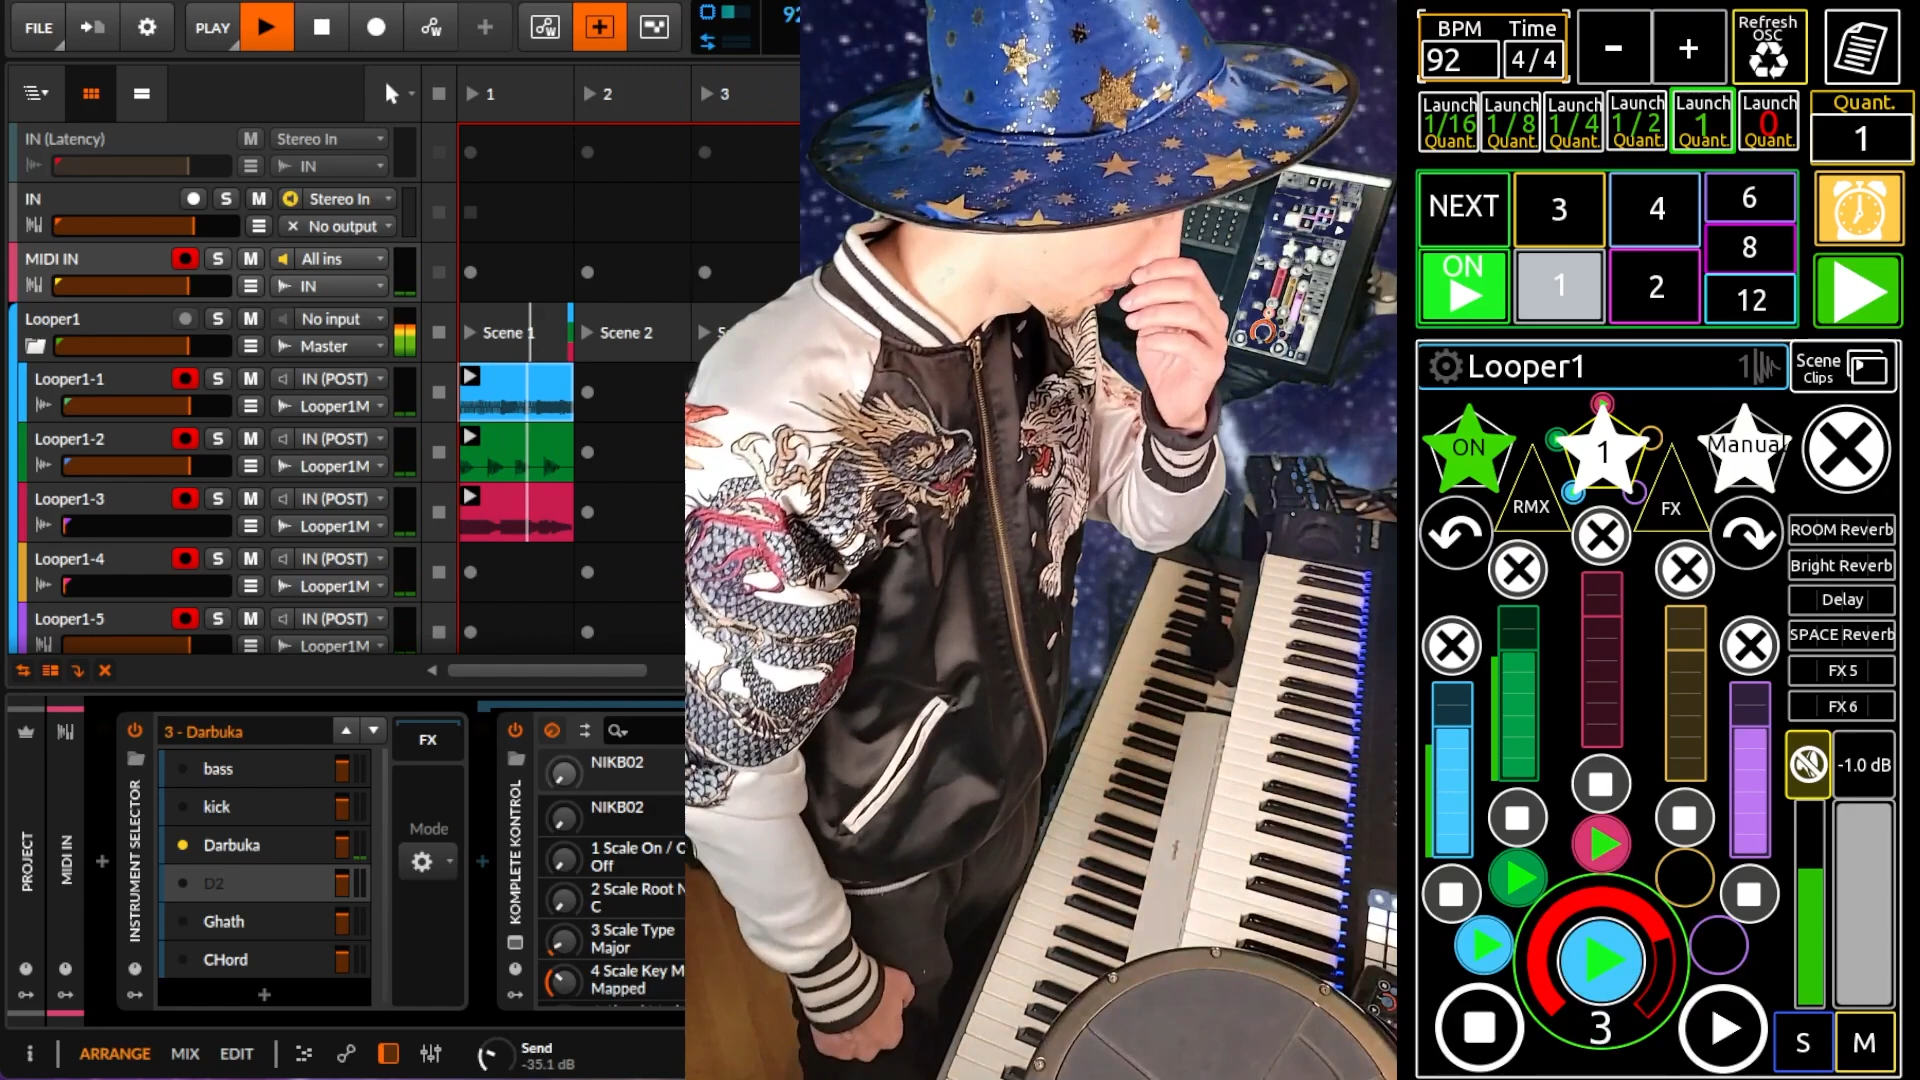 FILE
PLAY
92
1
2
3
IN (Latency)
M
Stereo In
IN
IN
S
M
Stereo In
No output
MIDI IN
S
M
All ins
IN
Looper1
S
M
No input
Master
Scene 1
Scene 2
Looper1-1
S
M
IN (POST)
Looper1M
Looper1-2
S
M
IN (POST)
Looper1M
Looper1-3
S
M
IN (POST)
Looper1M
Looper1-4
S
M
IN (POST)
Looper1M
Looper1-5
S
M
IN (POST)
Looper1M
PROJECT
MIDI IN
INSTRUMENT SELECTOR
3 - Darbuka
bass
kick
Darbuka
D2
Ghath
CHord
FX
Mode
KOMPLETE KONTROL
NIKB02
NIKB02
1 Scale On / O
Off
2 Scale Root N
C
3 Scale Type
Major
4 Scale Key M
Mapped
ARRANGE
MIX
EDIT
Send
-35.1 dB
BPM
Time
92
4/4
-
+
Refresh
OSC
Launch
1/16
Quant.
Launch
1/8
Quant.
Launch
1/4
Quant.
Launch
1/2
Quant.
Launch
1
Quant.
Launch
0
Quant.
Quant.
1
NEXT
3
4
6
8
ON
1
2
12
Looper1
1
Scene
Clips
ON
1
Manual
RMX
FX
ROOM Reverb
Bright Reverb
Delay
SPACE Reverb
FX 5
FX 6
-1.0 dB
3
S
M